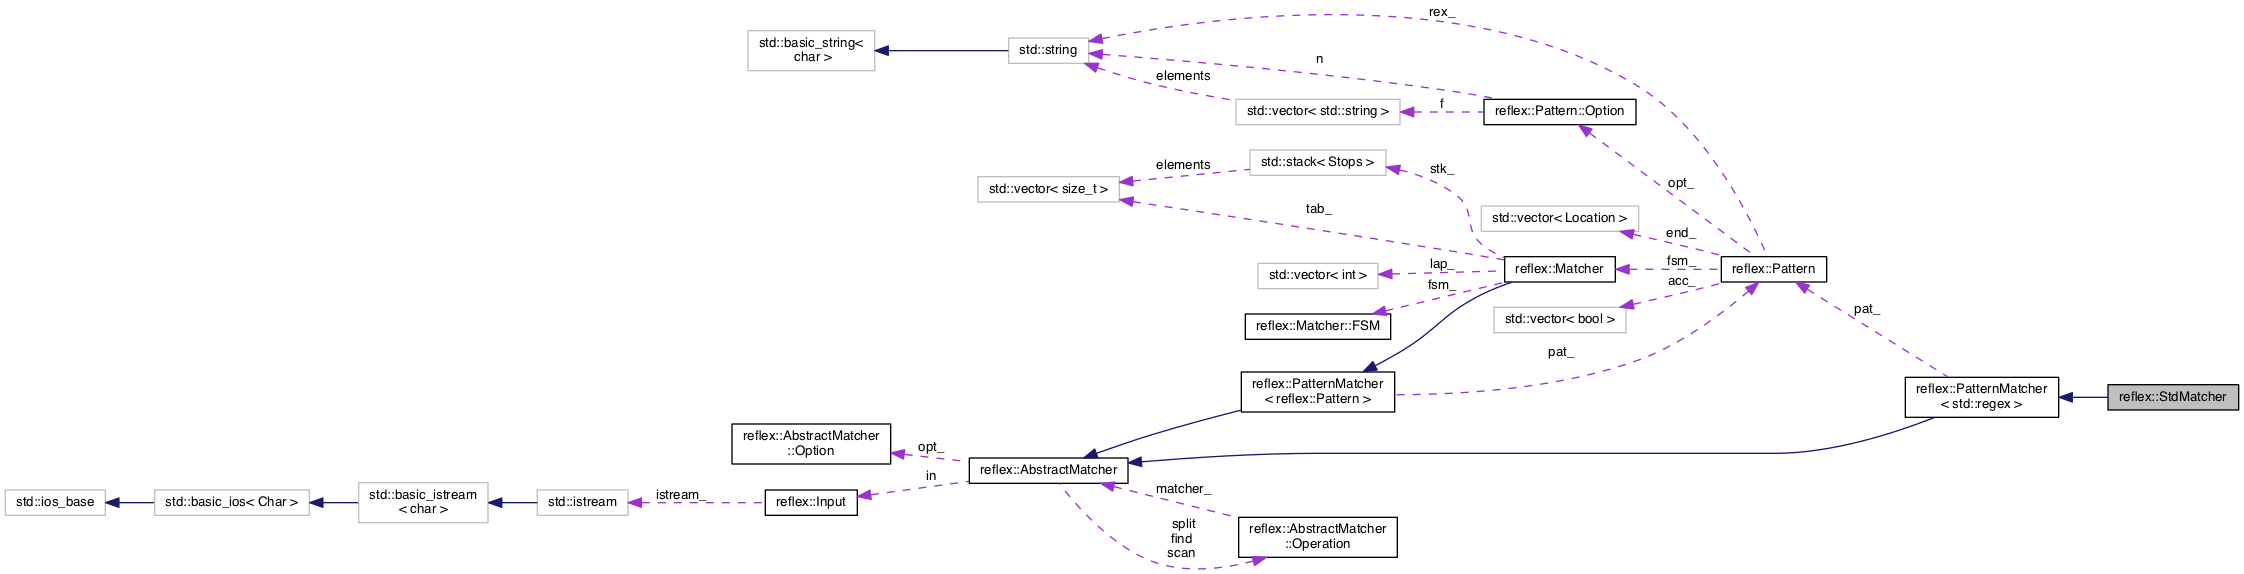 rex_
std::basic_string<
char >
std::string
n
elements
std::vector< std::string >
f
reflex::Pattern::Option
elements
std::stack< Stops >
stk_
opt_
std::vector< size_t >
tab_
std::vector< Location >
end_
std::vector< int >
lap_
reflex::Matcher
fsm_
reflex::Pattern
fsm_
acc_
std::vector< bool >
pat_
reflex::Matcher::FSM
pat_
reflex::PatternMatcher
< reflex::Pattern >
reflex::PatternMatcher
< std::regex >
reflex::StdMatcher
reflex::AbstractMatcher
::Option
opt_
reflex::AbstractMatcher
in
matcher_
std::ios_base
std::basic_ios< Char >
std::basic_istream
< char >
std::istream
istream_
reflex::Input
split
find
scan
reflex::AbstractMatcher
::Operation